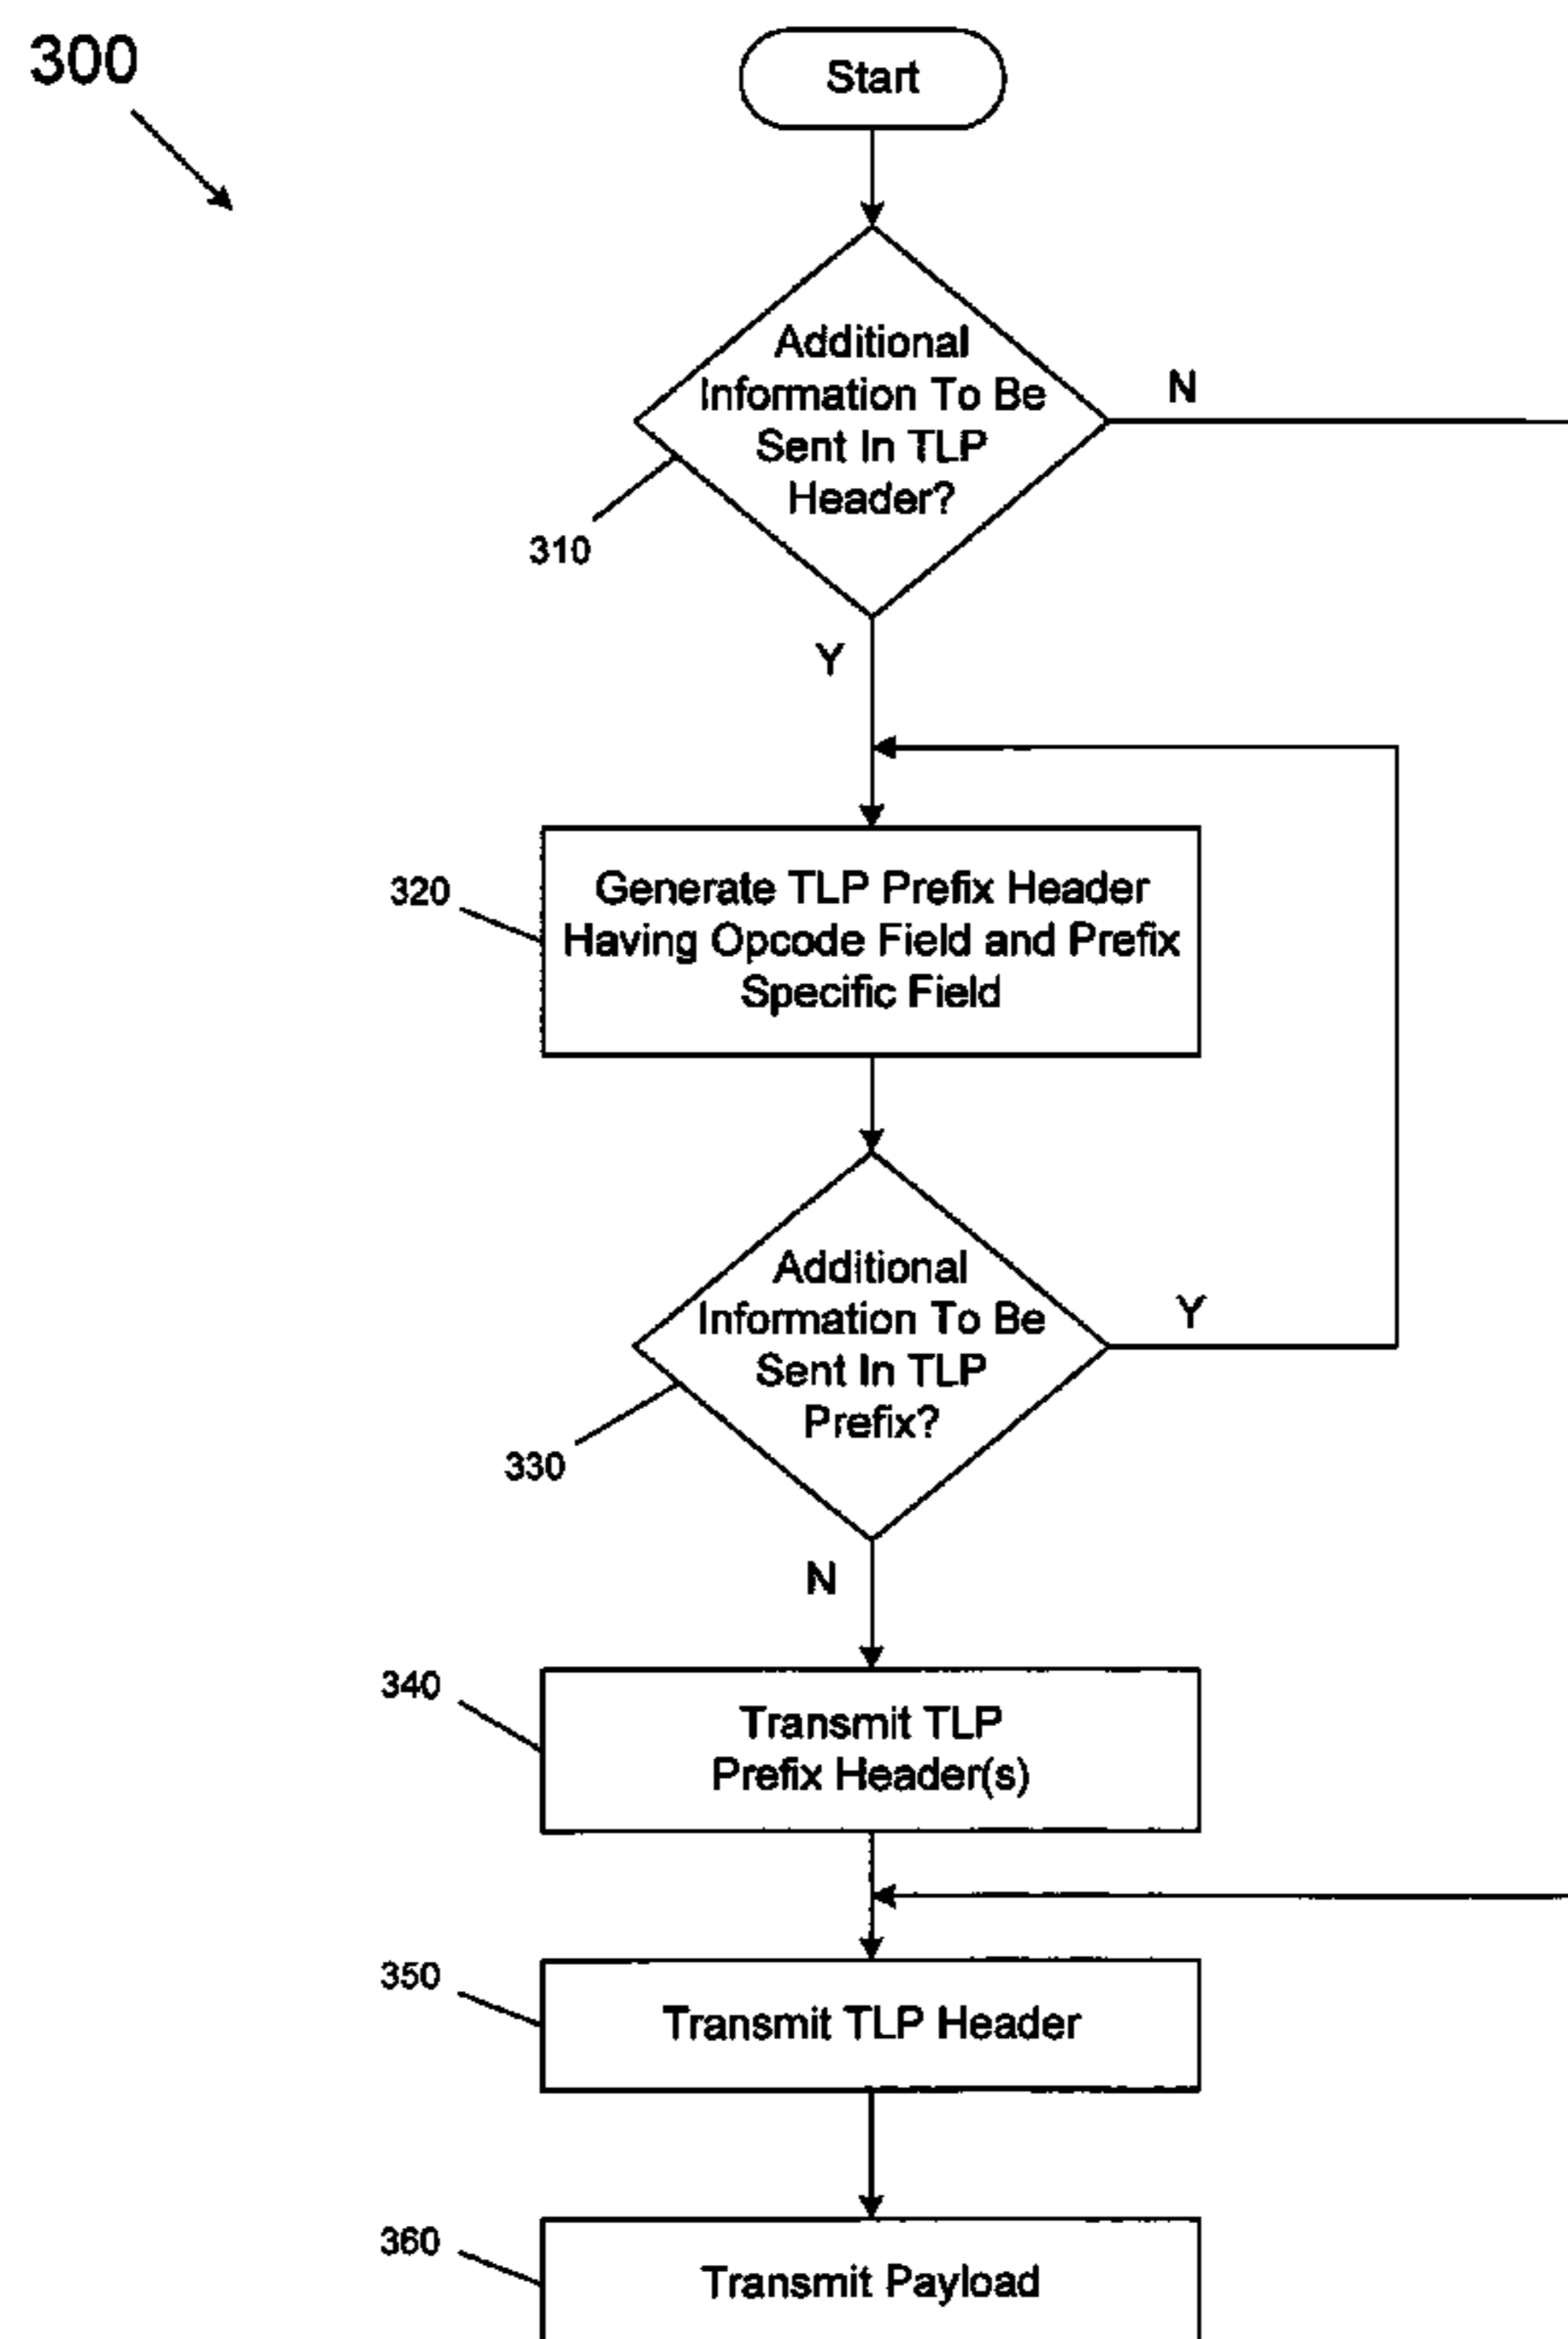 300
Start
Additional
Information To Be
Sent In TLP
Header?
N
310
Y
320
Generate TLP Prefix Header
Having Opcode Field and Prefix
Specific Field
Additional
Information To Be
Sent In TLP
Prefix?
Y
330
N
340
Transmit TLP
Prefix Header(s)
350
Transmit TLP Header
360
Transmit Payload